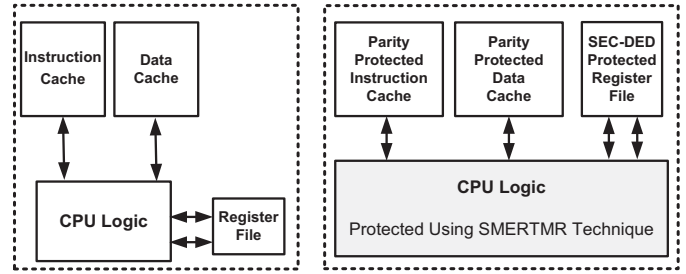 Instruction
Cache
Data
Cache
CPU Logic
Register
File
Parity
Protected
Instruction
Cache
Parity
Protected
Data
Cache
SEC-DED
Protected
Register
File
CPU Logic
Protected Using SMERTMR Technique